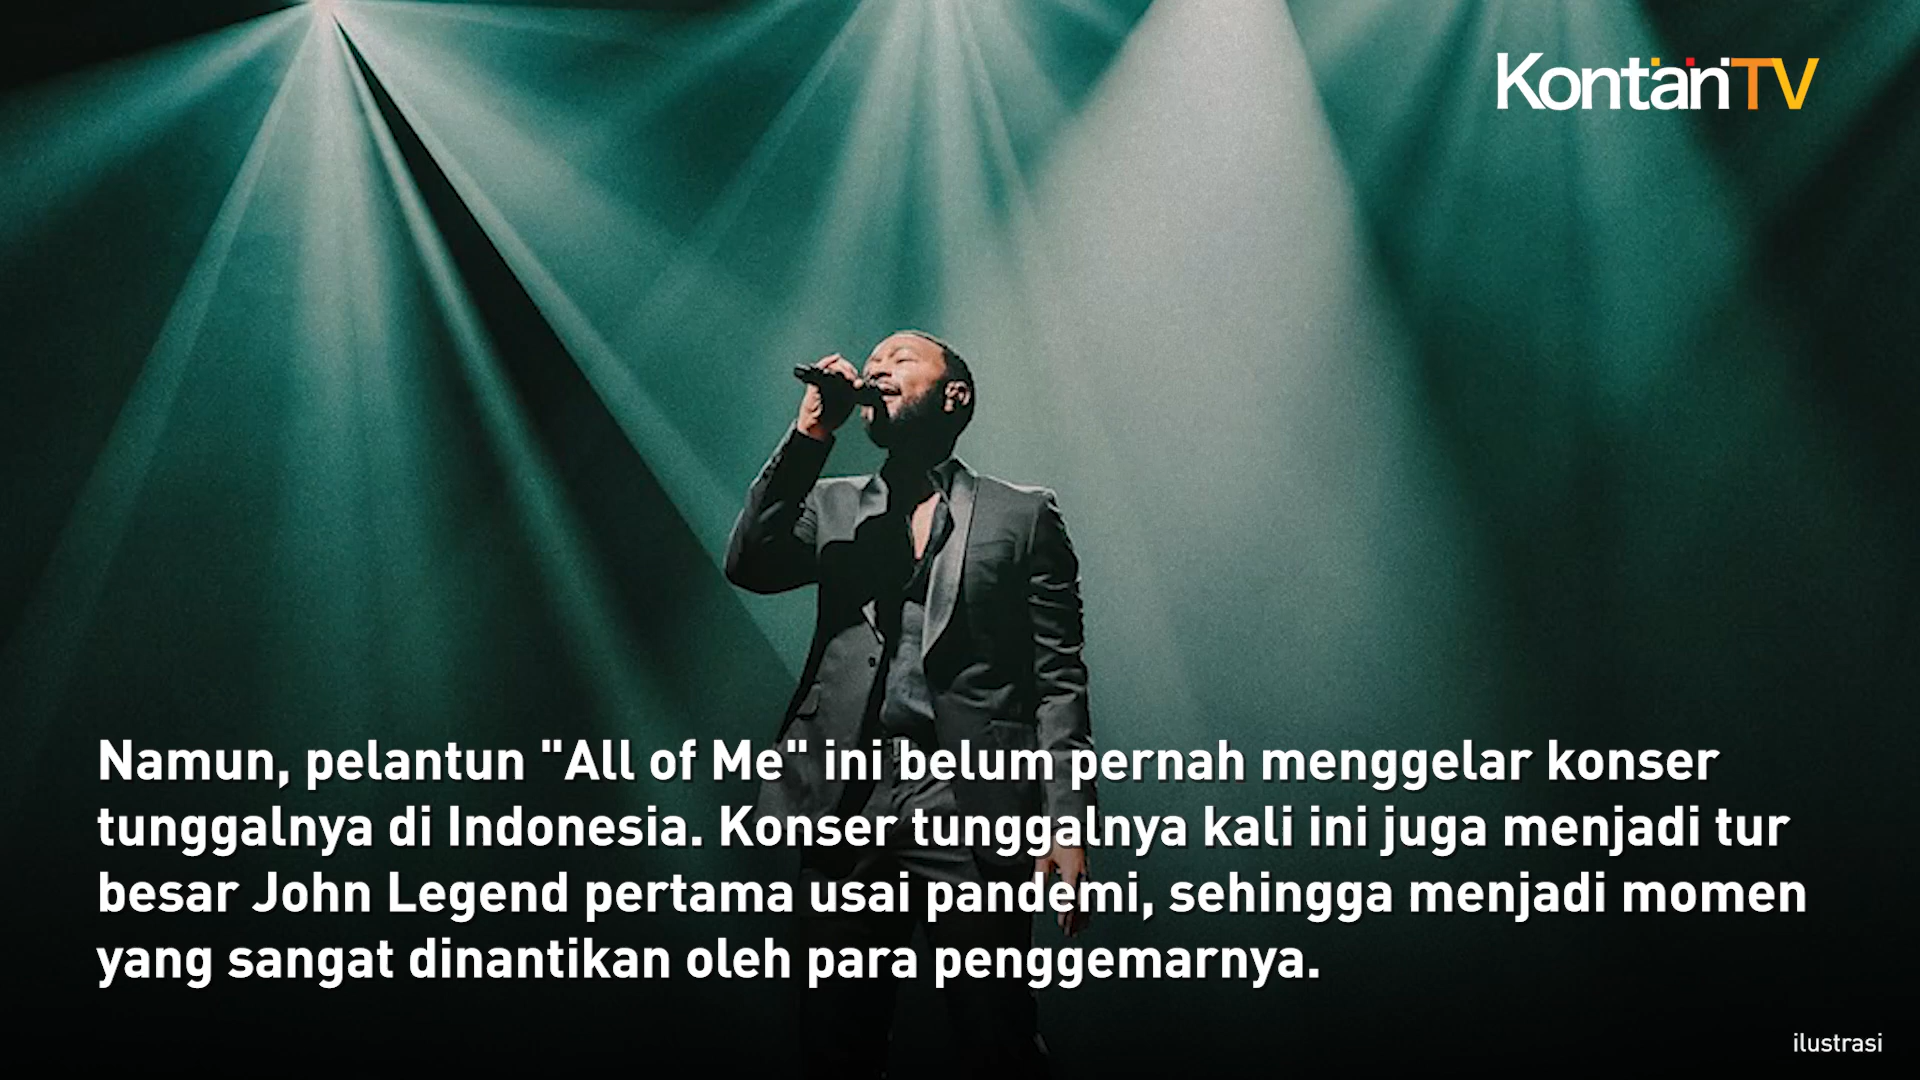 KontanTV
Namun, pelantun "All of Me" ini belum pernah menggelar konser
tunggalnya di Indonesia. Konser tunggalnya kali ini juga menjadi tur
besar John Legend pertama usai pandemi, sehingga menjadi momen
yang sangat dinantikan oleh para penggemarnya.
ilustrasi